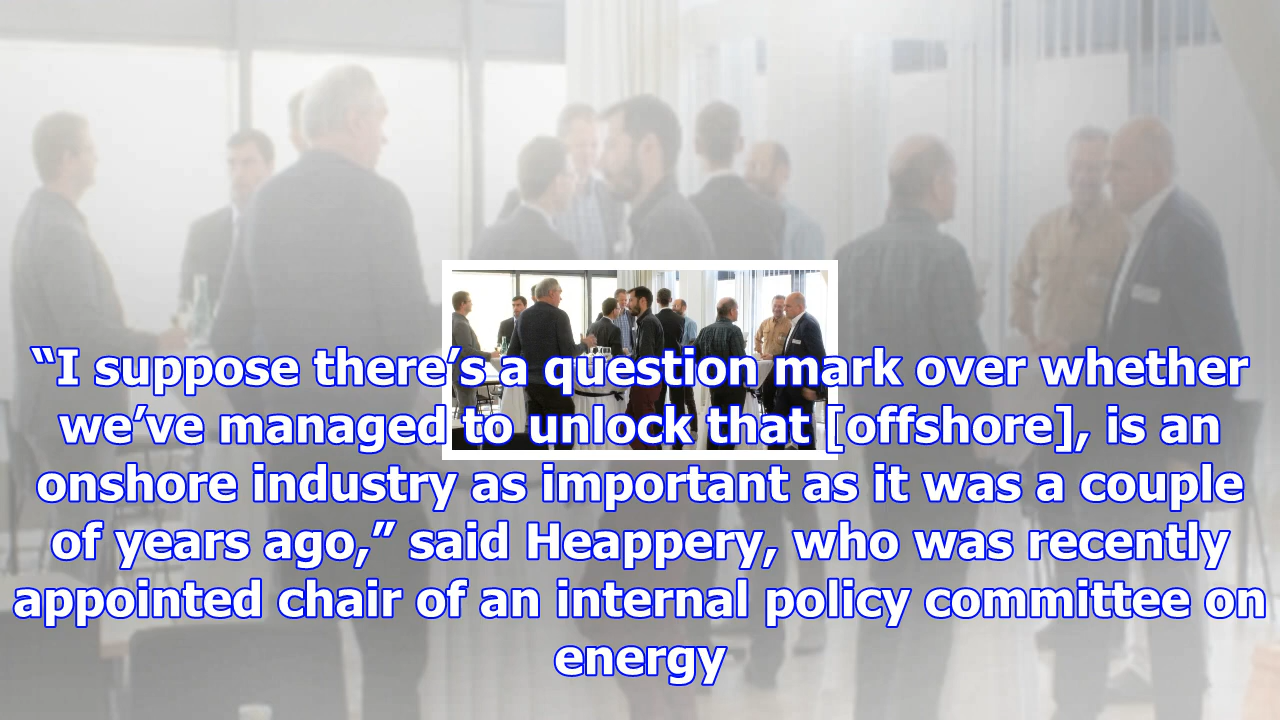 “I suppose there’s a question mark over whether
we’ve managed to unlock that [offshore], is an
onshore industry as important as it was a couple
of years ago,” said Heappery, who was recently
appointed chair of an internal policy committee on
energy